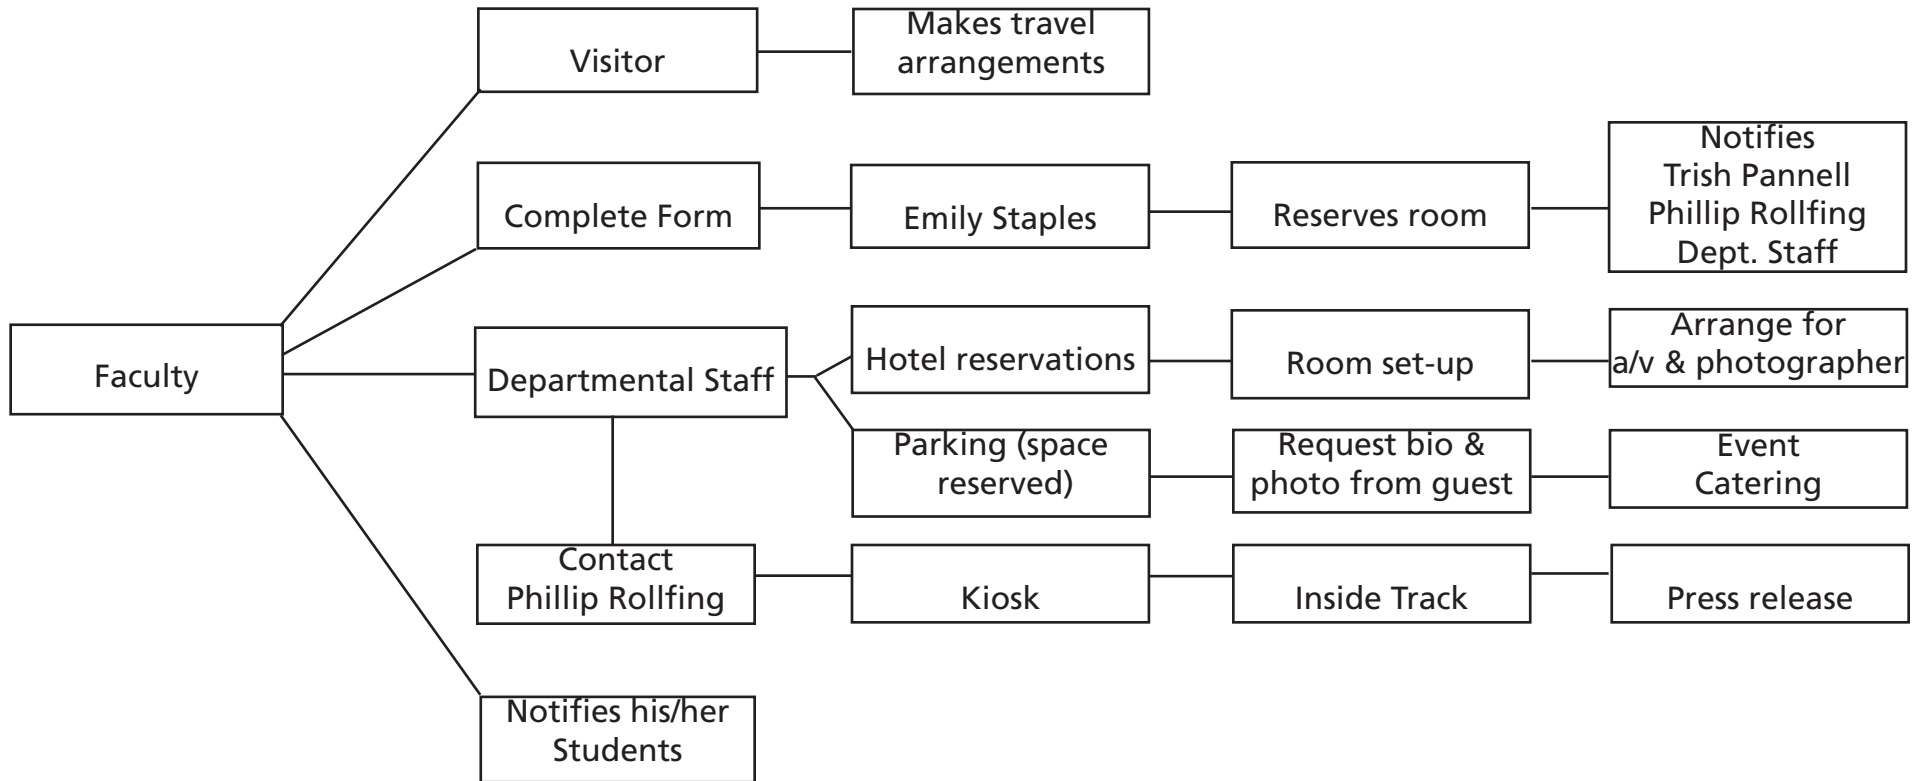 Visitor
Makes travel
arrangements
Complete Form
Emily Staples
Reserves room
Notifies
Trish Pannell
Phillip Rollfing
Dept. Staff
Faculty
Departmental Staff
Hotel reservations
Room set-up
Arrange for
a/v & photographer
Parking (space
reserved)
Request bio &
photo from guest
Event
Catering
Contact
Phillip Rollfing
Kiosk
Inside Track
Press release
Notifies his/her
Students